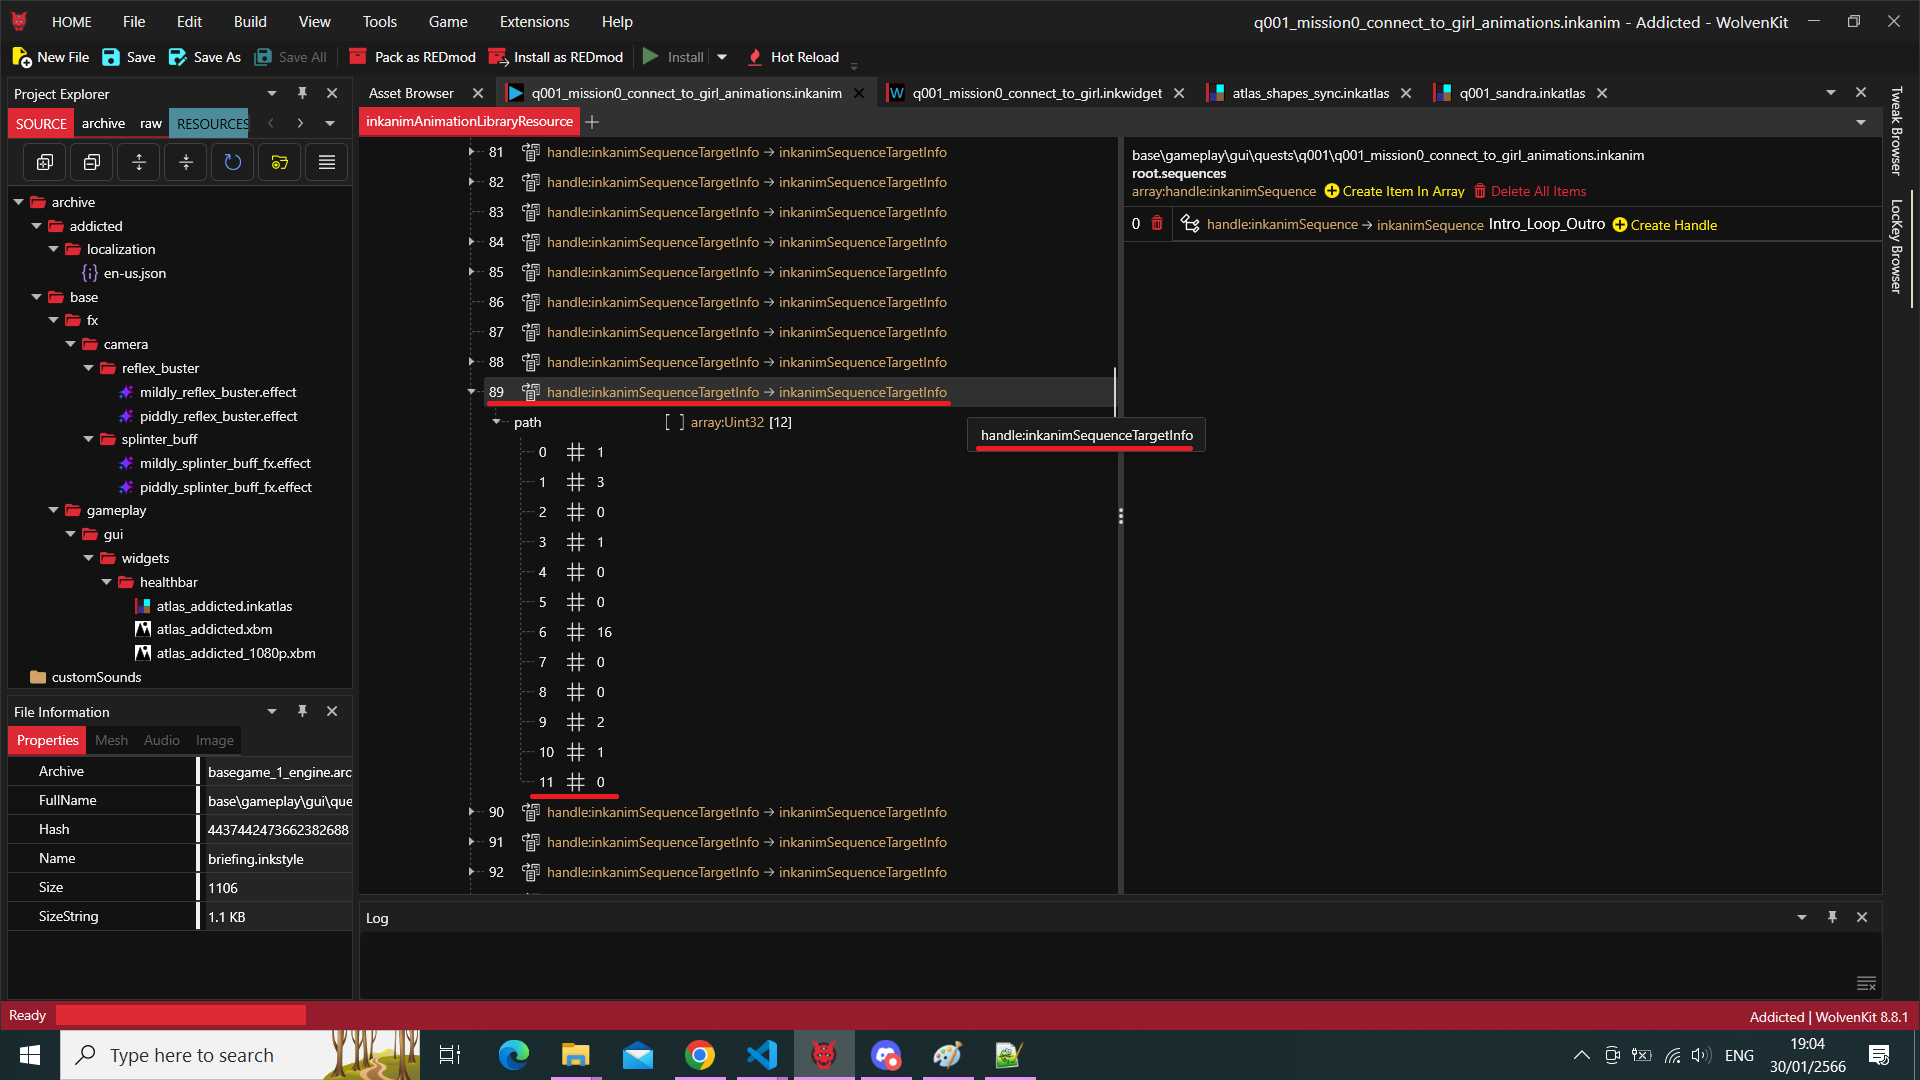 HOME File Edit Build View Tools Game Extensions Help
q001_mission0_connect_to_girl_animations.inkanim - Addicted - WolvenKit
New File Save Save As Save All Pack as REDmod Install as REDmod Install Hot Reload
Project Explorer
SOURCE archive raw RESOURCES
archive
addicted
localization
en-us.json
base
fx
camera
reflex_buster
mildly_reflex_buster.effect
piddly_reflex_buster.effect
splinter_buff
mildly_splinter_buff_fx.effect
piddly_splinter_buff_fx.effect
gameplay
gui
widgets
healthbar
atlas_addicted.inkatlas
atlas_addicted.xbm
atlas_addicted_1080p.xbm
customSounds
File Information
Properties Mesh Audio Image
Archive basegame_1_engine.arc
FullName base\gameplay\gui\que
Hash 4437442473662382688
Name briefing.inkstyle
Size 1106
SizeString 1.1 KB
Asset Browser q001_mission0_connect_to_girl_animations.inkanim q001_mission0_connect_to_girl.inkwidget atlas_shapes_sync.inkatlas q001_sandra.inkatlas
inkanimAnimationLibraryResource
81 handle:inkanimSequenceTargetInfo → inkanimSequenceTargetInfo
82 handle:inkanimSequenceTargetInfo → inkanimSequenceTargetInfo
83 handle:inkanimSequenceTargetInfo → inkanimSequenceTargetInfo
84 handle:inkanimSequenceTargetInfo → inkanimSequenceTargetInfo
85 handle:inkanimSequenceTargetInfo → inkanimSequenceTargetInfo
86 handle:inkanimSequenceTargetInfo → inkanimSequenceTargetInfo
87 handle:inkanimSequenceTargetInfo → inkanimSequenceTargetInfo
88 handle:inkanimSequenceTargetInfo → inkanimSequenceTargetInfo
89 handle:inkanimSequenceTargetInfo → inkanimSequenceTargetInfo
path [ ] array:Uint32 [12]
0 # 1
1 # 3
2 # 0
3 # 1
4 # 0
5 # 0
6 # 16
7 # 0
8 # 0
9 # 2
10 # 1
11 # 0
90 handle:inkanimSequenceTargetInfo → inkanimSequenceTargetInfo
91 handle:inkanimSequenceTargetInfo → inkanimSequenceTargetInfo
92 handle:inkanimSequenceTargetInfo → inkanimSequenceTargetInfo
handle:inkanimSequenceTargetInfo
base\gameplay\gui\quests\q001\q001_mission0_connect_to_girl_animations.inkanim
root.sequences
array:handle:inkanimSequence Create Item In Array Delete All Items
0 handle:inkanimSequence → inkanimSequence Intro_Loop_Outro Create Handle
Tweak Browser
LocKey Browser
Log
Ready
Addicted | WolvenKit 8.8.1
Type here to search
ENG
19:04
30/01/2566